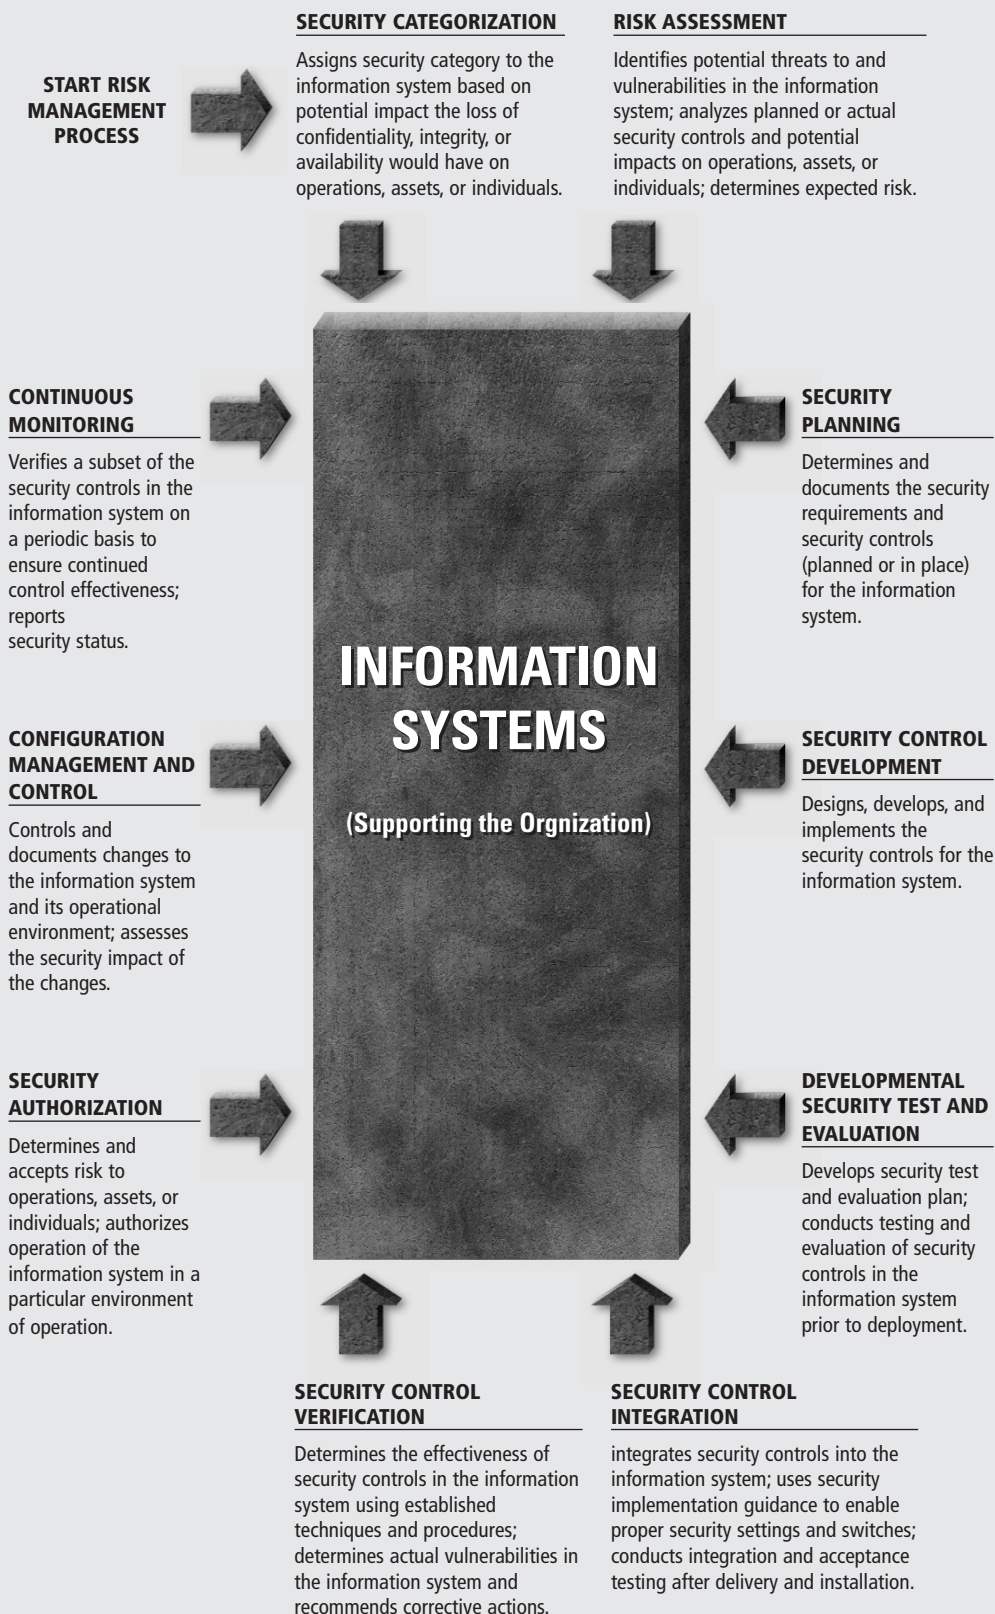 START RISK
MANAGEMENT
PROCESS
SECURITY CATEGORIZATION
Assigns security category to the
information system based on
potential impact the loss of
confidentiality, integrity, or
availability would have on
operations, assets, or individuals.
RISK ASSESSMENT
Identifies potential threats to and
vulnerabilities in the information
system; analyzes planned or actual
security controls and potential
impacts on operations, assets, or
individuals; determines expected risk.
CONTINUOUS
MONITORING
Verifies a subset of the
security controls in the
information system on
a periodic basis to
ensure continued
control effectiveness;
reports
security status.
SECURITY
PLANNING
Determines and
documents the security
requirements and
security controls
(planned or in place)
for the information
system.
INFORMATION
SYSTEMS
(Supporting the Orgnization)
CONFIGURATION
MANAGEMENT AND
CONTROL
Controls and
documents changes to
the information system
and its operational
environment; assesses
the security impact of
the changes.
SECURITY CONTROL
DEVELOPMENT
Designs, develops, and
implements the
security controls for the
information system.
SECURITY
AUTHORIZATION
Determines and
accepts risk to
operations, assets, or
individuals; authorizes
operation of the
information system in a
particular environment
of operation.
DEVELOPMENTAL
SECURITY TEST AND
EVALUATION
Develops security test
and evaluation plan;
conducts testing and
evaluation of security
controls in the
information system
prior to deployment.
SECURITY CONTROL
VERIFICATION
Determines the effectiveness of
security controls in the information
system using established
techniques and procedures;
determines actual vulnerabilities in
the information system and
recommends corrective actions.
SECURITY CONTROL
INTEGRATION
integrates security controls into the
information system; uses security
implementation guidance to enable
proper security settings and switches;
conducts integration and acceptance
testing after delivery and installation.